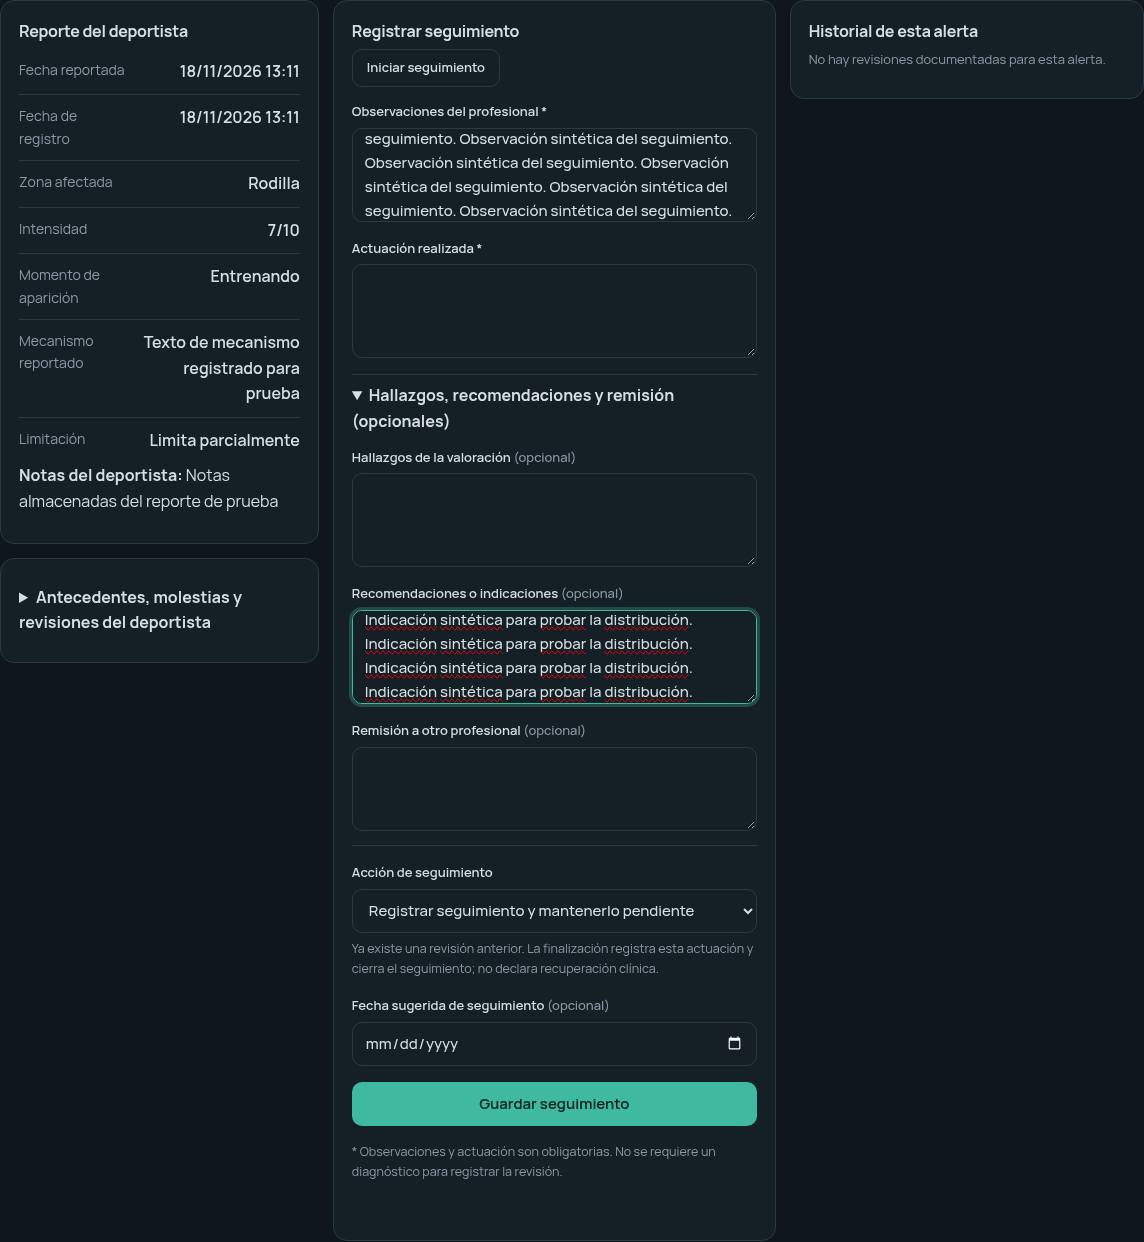 Reporte del deportista
Fecha reportada 18/11/2026 13:11
Fecha de registro 18/11/2026 13:11
Zona afectada Rodilla
Intensidad 7/10
Momento de aparición Entrenando
Mecanismo reportado Texto de mecanismo registrado para prueba
Limitación Limita parcialmente
Notas del deportista: Notas
almacenadas del reporte de prueba
Antecedentes, molestias y
revisiones del deportista
Registrar seguimiento
Iniciar seguimiento
Observaciones del profesional *
seguimiento. Observación sintética del seguimiento.
Observación sintética del seguimiento. Observación
sintética del seguimiento. Observación sintética del
seguimiento. Observación sintética del seguimiento.
Actuación realizada *
Hallazgos, recomendaciones y remisión
(opcionales)
Hallazgos de la valoración (opcional)
Recomendaciones o indicaciones (opcional)
Indicación sintética para probar la distribución.
Indicación sintética para probar la distribución.
Indicación sintética para probar la distribución.
Indicación sintética para probar la distribución.
Remisión a otro profesional (opcional)
Acción de seguimiento
Registrar seguimiento y mantenerlo pendiente
Ya existe una revisión anterior. La finalización registra esta actuación y
cierra el seguimiento; no declara recuperación clínica.
Fecha sugerida de seguimiento (opcional)
mm/dd/yyyy
Guardar seguimiento
* Observaciones y actuación son obligatorias. No se requiere un
diagnóstico para registrar la revisión.
Historial de esta alerta
No hay revisiones documentadas para esta alerta.